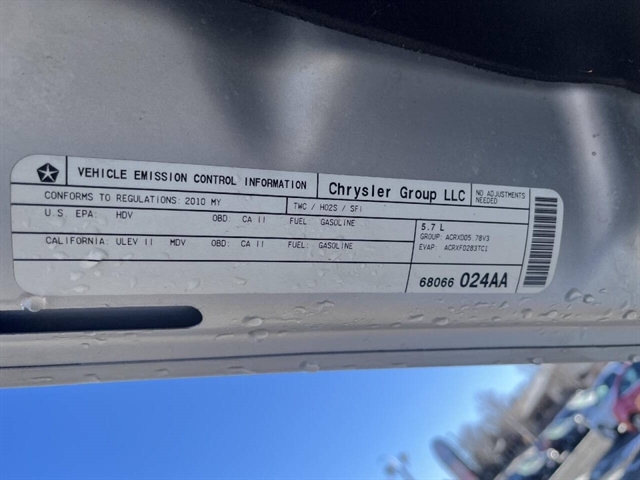 VEHICLE EMISSION CONTROL INFORMATION
Chrysler Group LLC
NO ADJUSTMENTS
NEEDED
CONFORMS TO REGULATIONS: 2010 MY
TWC / HO2S / SFI
U.S. EPA: HDV OBD: CA II FUEL: GASOLINE
CALIFORNIA: ULEV II MDV OBD: CA II FUEL: GASOLINE
5.7 L
GROUP: ACRXD05.78V3
EVAP: ACRXF0283TC1
68066 024AA